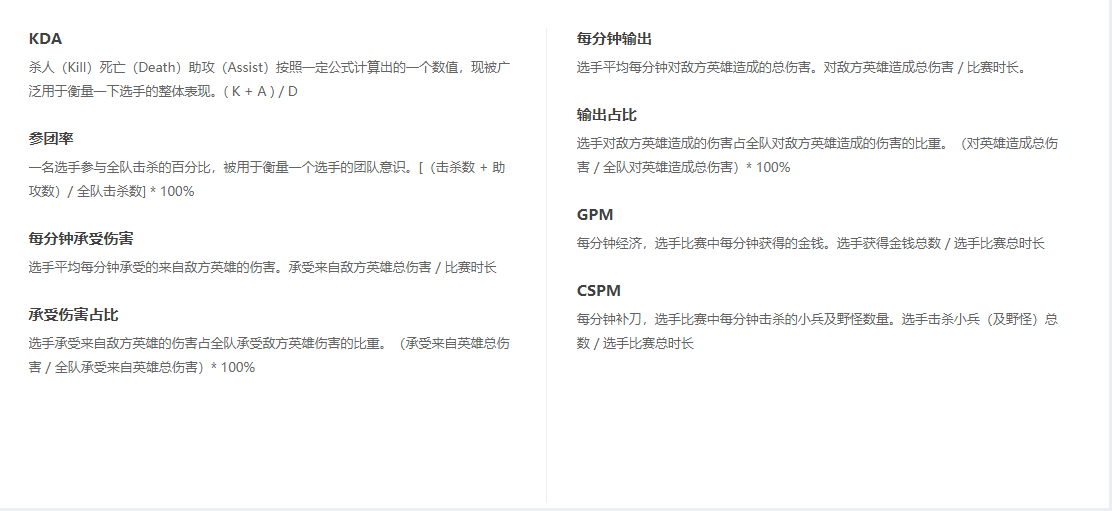 KDA
杀人（Kill）死亡（Death）助攻（Assist）按照一定公式计算出的一个数值，现被广
泛用于衡量一下选手的整体表现。( K + A ) / D
参团率
一名选手参与全队击杀的百分比，被用于衡量一个选手的团队意识。[（击杀数 + 助
攻数）/ 全队击杀数] * 100%
每分钟承受伤害
选手平均每分钟承受的来自敌方英雄的伤害。承受来自敌方英雄总伤害 / 比赛时长
承受伤害占比
选手承受来自敌方英雄的伤害占全队承受敌方英雄伤害的比重。（承受来自英雄总伤
害 / 全队承受来自英雄总伤害）* 100%
每分钟输出
选手平均每分钟对敌方英雄造成的总伤害。对敌方英雄造成总伤害 / 比赛时长。
输出占比
选手对敌方英雄造成的伤害占全队对敌方英雄造成的伤害的比重。（对英雄造成总伤
害 / 全队对英雄造成总伤害）* 100%
GPM
每分钟经济，选手比赛中每分钟获得的金钱。选手获得金钱总数 / 选手比赛总时长
CSPM
每分钟补刀，选手比赛中每分钟击杀的小兵及野怪数量。选手击杀小兵（及野怪）总
数 / 选手比赛总时长